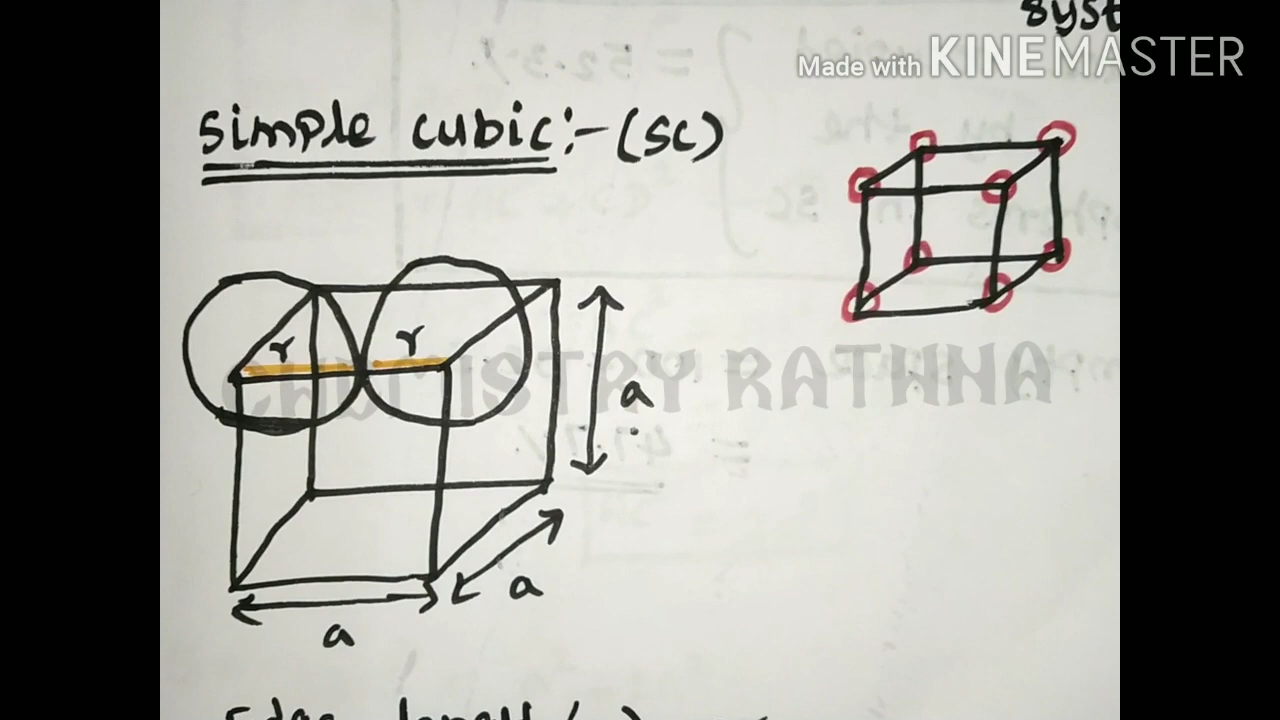 syst
Made with KINEMASTER
Simple cubic:- (SC)
r
r
CHEMISTRY RATHNA
a
a
a